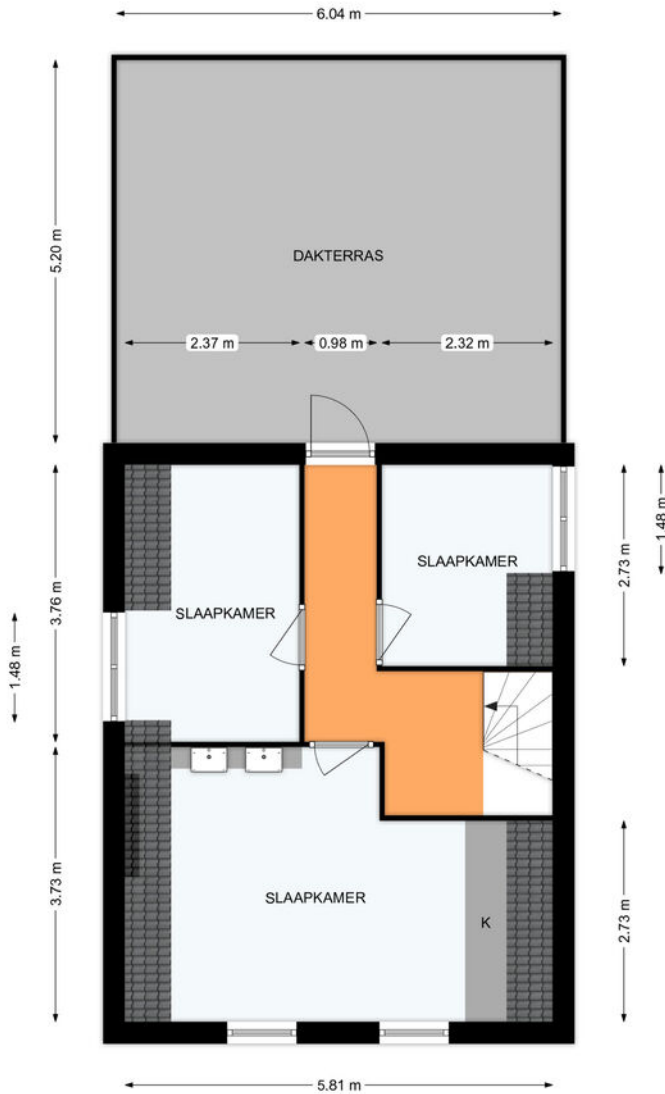 6.04 m
5.20 m
DAKTERRAS
2.37 m
0.98 m
2.32 m
SLAAPKAMER
2.73 m
1.48 m
SLAAPKAMER
3.76 m
1.48 m
SLAAPKAMER
K
3.73 m
2.73 m
5.81 m